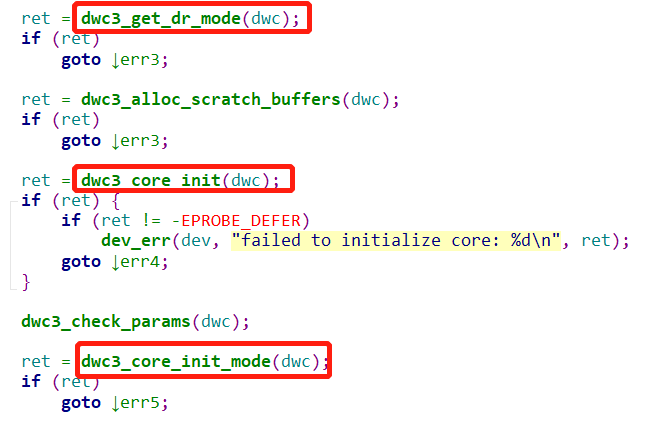 ret = dwc3_get_dr_mode(dwc);
if (ret)
    goto ↓err3;

ret = dwc3_alloc_scratch_buffers(dwc);
if (ret)
    goto ↓err3;

ret = dwc3_core_init(dwc);
if (ret) {
    if (ret != -EPROBE_DEFER)
        dev_err(dev, "failed to initialize core: %d\n", ret);
    goto ↓err4;
}

dwc3_check_params(dwc);

ret = dwc3_core_init_mode(dwc);
if (ret)
    goto ↓err5;